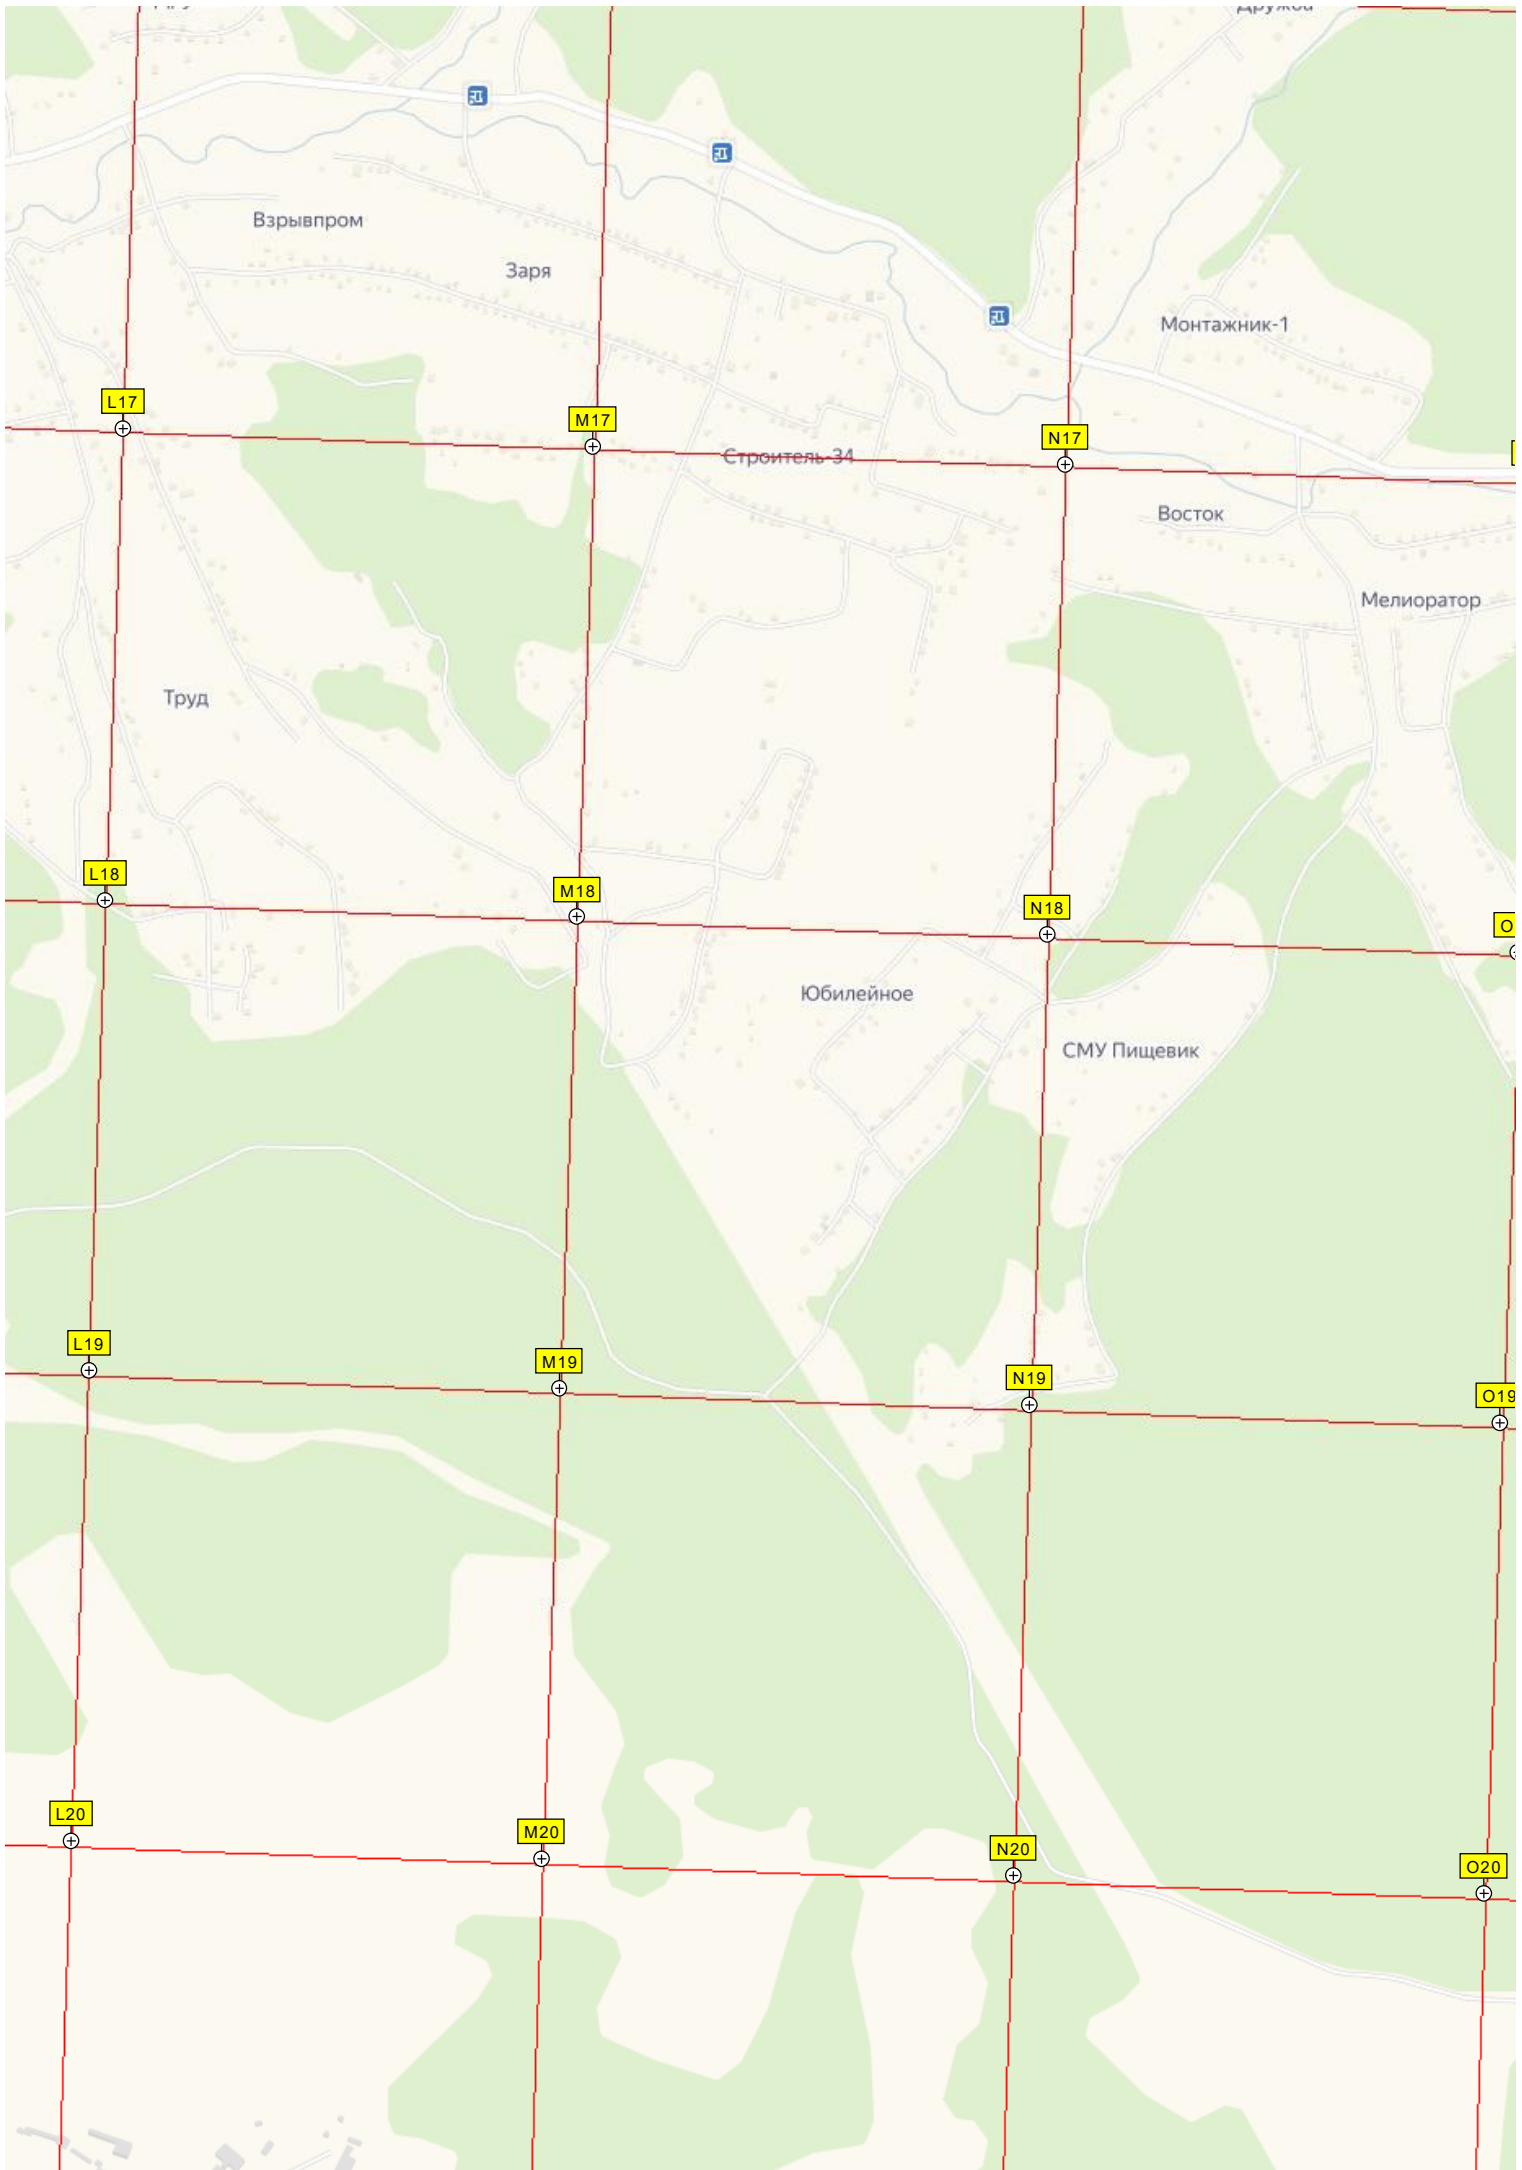 Дружба
Взрывпром
Заря
Монтажник-1
L17
M17
N17
Строитель-34
Восток
Мелиоратор
Труд
L18
M18
N18
O
Юбилейное
СМУ Пищевик
L19
M19
N19
O19
L20
M20
N20
O20